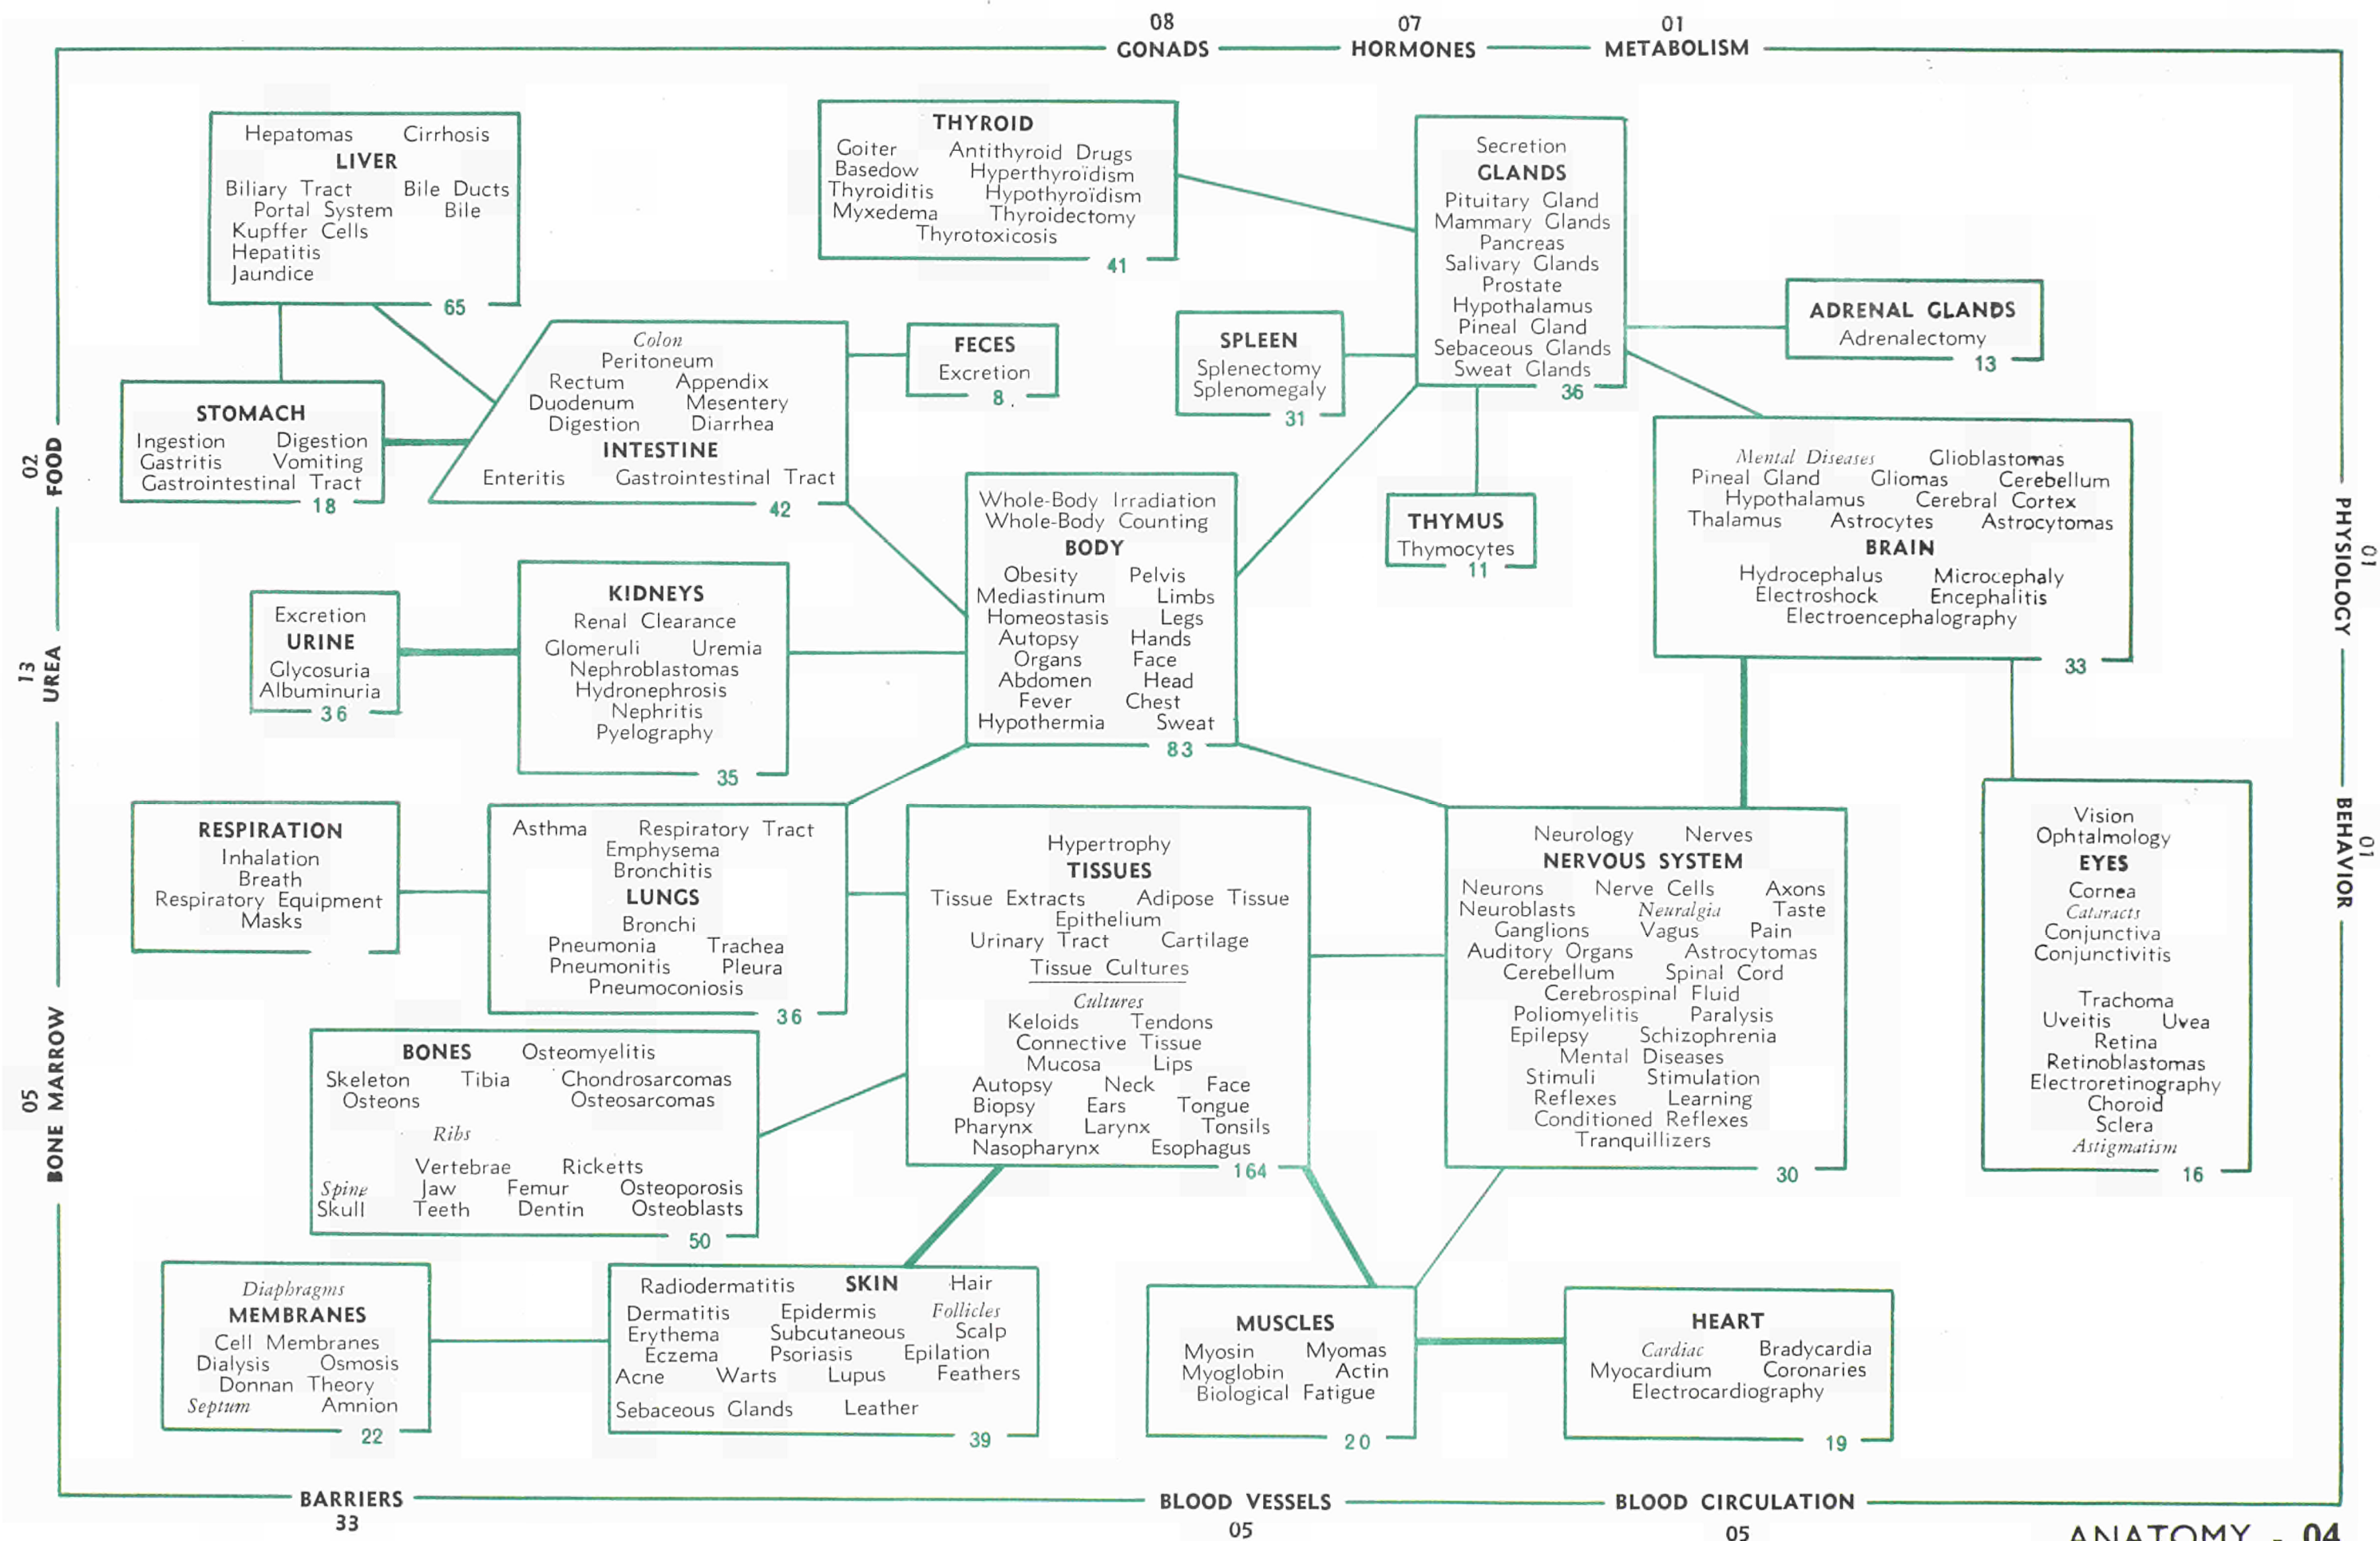 08 07 01
GONADS HORMONES METABOLISM
Hepatomas Cirrhosis
LIVER
Biliary Tract Bile Ducts
Portal System Bile
Kupffer Cells
Hepatitis
Jaundice
65
THYROID
Goiter Antithyroid Drugs
Basedow Hyperthyroïdism
Thyroiditis Hypothyroïdism
Myxedema Thyroidectomy
Thyrotoxicosis
41
Secretion
GLANDS
Pituitary Gland
Mammary Glands
Pancreas
Salivary Glands
Prostate
Hypothalamus
Pineal Gland
Sebaceous Glands
Sweat Glands
36
ADRENAL GLANDS
Adrenalectomy
13
STOMACH
Ingestion Digestion
Gastritis Vomiting
Gastrointestinal Tract
18
Colon
Peritoneum
Rectum Appendix
Duodenum Mesentery
Digestion Diarrhea
INTESTINE
Enteritis Gastrointestinal Tract
42
FECES
Excretion
8
SPLEEN
Splenectomy
Splenomegaly
31
THYMUS
Thymocytes
11
Mental Diseases Glioblastomas
Pineal Gland Gliomas Cerebellum
Hypothalamus Cerebral Cortex
Thalamus Astrocytes Astrocytomas
BRAIN
Hydrocephalus Microcephaly
Electroshock Encephalitis
Electroencephalography
33
Whole-Body Irradiation
Whole-Body Counting
BODY
Obesity Pelvis
Mediastinum Limbs
Homeostasis Legs
Autopsy Hands
Organs Face
Abdomen Head
Fever Chest
Hypothermia Sweat
83
Excretion
URINE
Glycosuria
Albuminuria
36
KIDNEYS
Renal Clearance
Glomeruli Uremia
Nephroblastomas
Hydronephrosis
Nephritis
Pyelography
35
RESPIRATION
Inhalation
Breath
Respiratory Equipment
Masks
Asthma Respiratory Tract
Emphysema
Bronchitis
LUNGS
Bronchi
Pneumonia Trachea
Pneumonitis Pleura
Pneumoconiosis
36
Hypertrophy
TISSUES
Tissue Extracts Adipose Tissue
Epithelium
Urinary Tract Cartilage
Tissue Cultures
Cultures
Keloids Tendons
Connective Tissue
Mucosa Lips
Autopsy Neck Face
Biopsy Ears Tongue
Pharynx Larynx Tonsils
Nasopharynx Esophagus
164
Neurology Nerves
NERVOUS SYSTEM
Neurons Nerve Cells Axons
Neuroblasts Neuralgia Taste
Ganglions Vagus Pain
Auditory Organs Astrocytomas
Cerebellum Spinal Cord
Cerebrospinal Fluid
Poliomyelitis Paralysis
Epilepsy Schizophrenia
Mental Diseases
Stimuli Stimulation
Reflexes Learning
Conditioned Reflexes
Tranquillizers
30
Vision
Ophtalmology
EYES
Cornea
Cataracts
Conjunctiva
Conjunctivitis
Trachoma
Uveitis Uvea
Retina
Retinoblastomas
Electroretinography
Choroid
Sclera
Astigmatism
16
BONES Osteomyelitis
Skeleton Tibia Chondrosarcomas
Osteons Osteosarcomas
Ribs
Vertebrae Ricketts
Spine Jaw Femur Osteoporosis
Skull Teeth Dentin Osteoblasts
50
Diaphragms
MEMBRANES
Cell Membranes
Dialysis Osmosis
Donnan Theory
Septum Amnion
22
Radiodermatitis SKIN Hair
Dermatitis Epidermis Follicles
Erythema Subcutaneous Scalp
Eczema Psoriasis Epilation
Acne Warts Lupus Feathers
Sebaceous Glands Leather
39
MUSCLES
Myosin Myomas
Myoglobin Actin
Biological Fatigue
20
HEART
Cardiac Bradycardia
Myocardium Coronaries
Electrocardiography
19
02
FOOD
13
UREA
05
BONE MARROW
01
PHYSIOLOGY
01
BEHAVIOR
BARRIERS BLOOD VESSELS BLOOD CIRCULATION
33 05 05
ANATOMY - 04